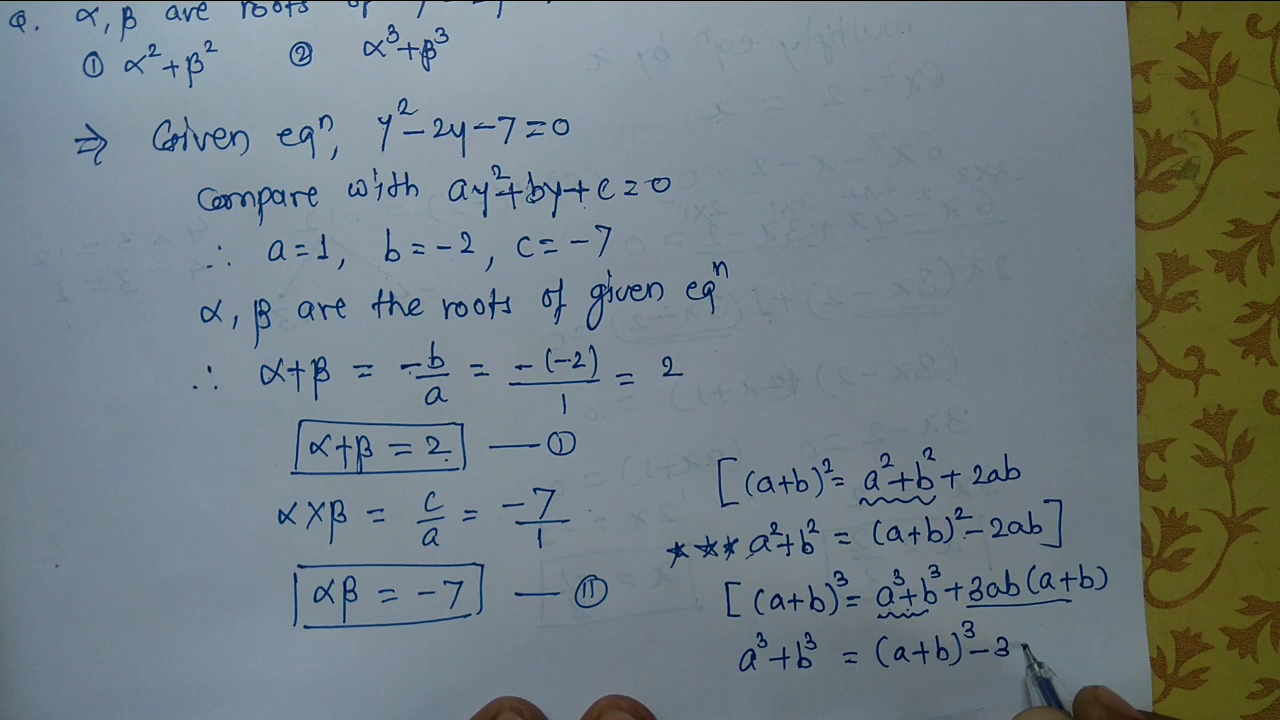 Q. α, β are roots of
① α²+β² ② α³+β³
⇒ Given eqⁿ, y²-2y-7=0
Compare with ay²+by+c=0
∴ a=1, b=-2, c=-7
α, β are the roots of given eqⁿ
∴ α+β = -b/a = -(-2)/1 = 2
α+β = 2. — ①
α×β = c/a = -7/1
αβ = -7 — ⑪
[(a+b)²= a²+b²+2ab
*** a²+b² = (a+b)²-2ab]
[(a+b)³= a³+b³+3ab(a+b)
a³+b³ = (a+b)³-3